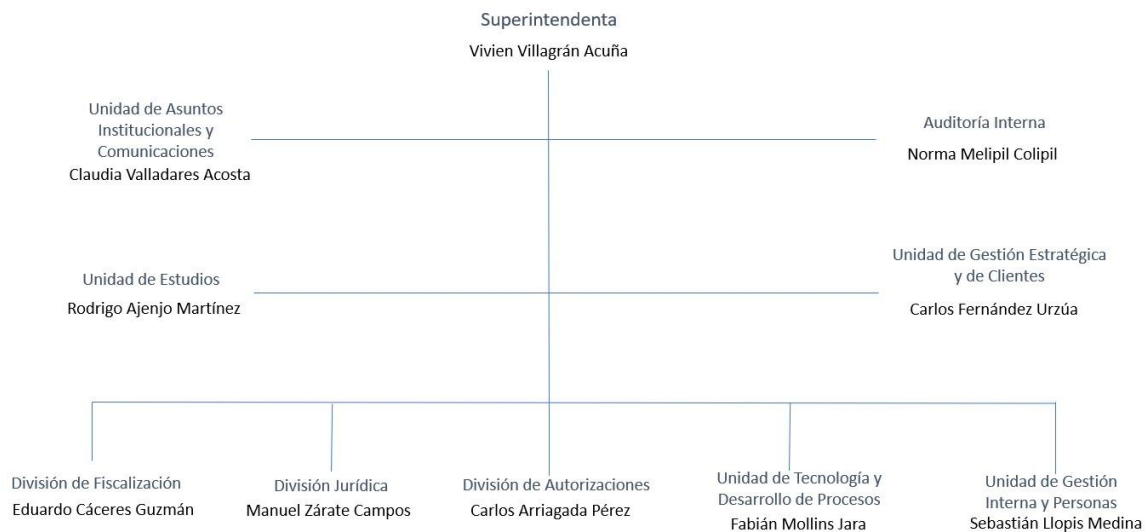 Superintendenta
Vivien Villagrán Acuña
Unidad de Asuntos
Institucionales y
Comunicaciones
Claudia Valladares Acosta
Auditoría Interna
Norma Melipil Colipil
Unidad de Estudios
Rodrigo Ajenjo Martínez
Unidad de Gestión Estratégica
y de Clientes
Carlos Fernández Urzúa
División de Fiscalización
Eduardo Cáceres Guzmán
División Jurídica
Manuel Zárate Campos
División de Autorizaciones
Carlos Arriagada Pérez
Unidad de Tecnología y
Desarrollo de Procesos
Fabián Mollins Jara
Unidad de Gestión
Interna y Personas
Sebastián Llopis Medina